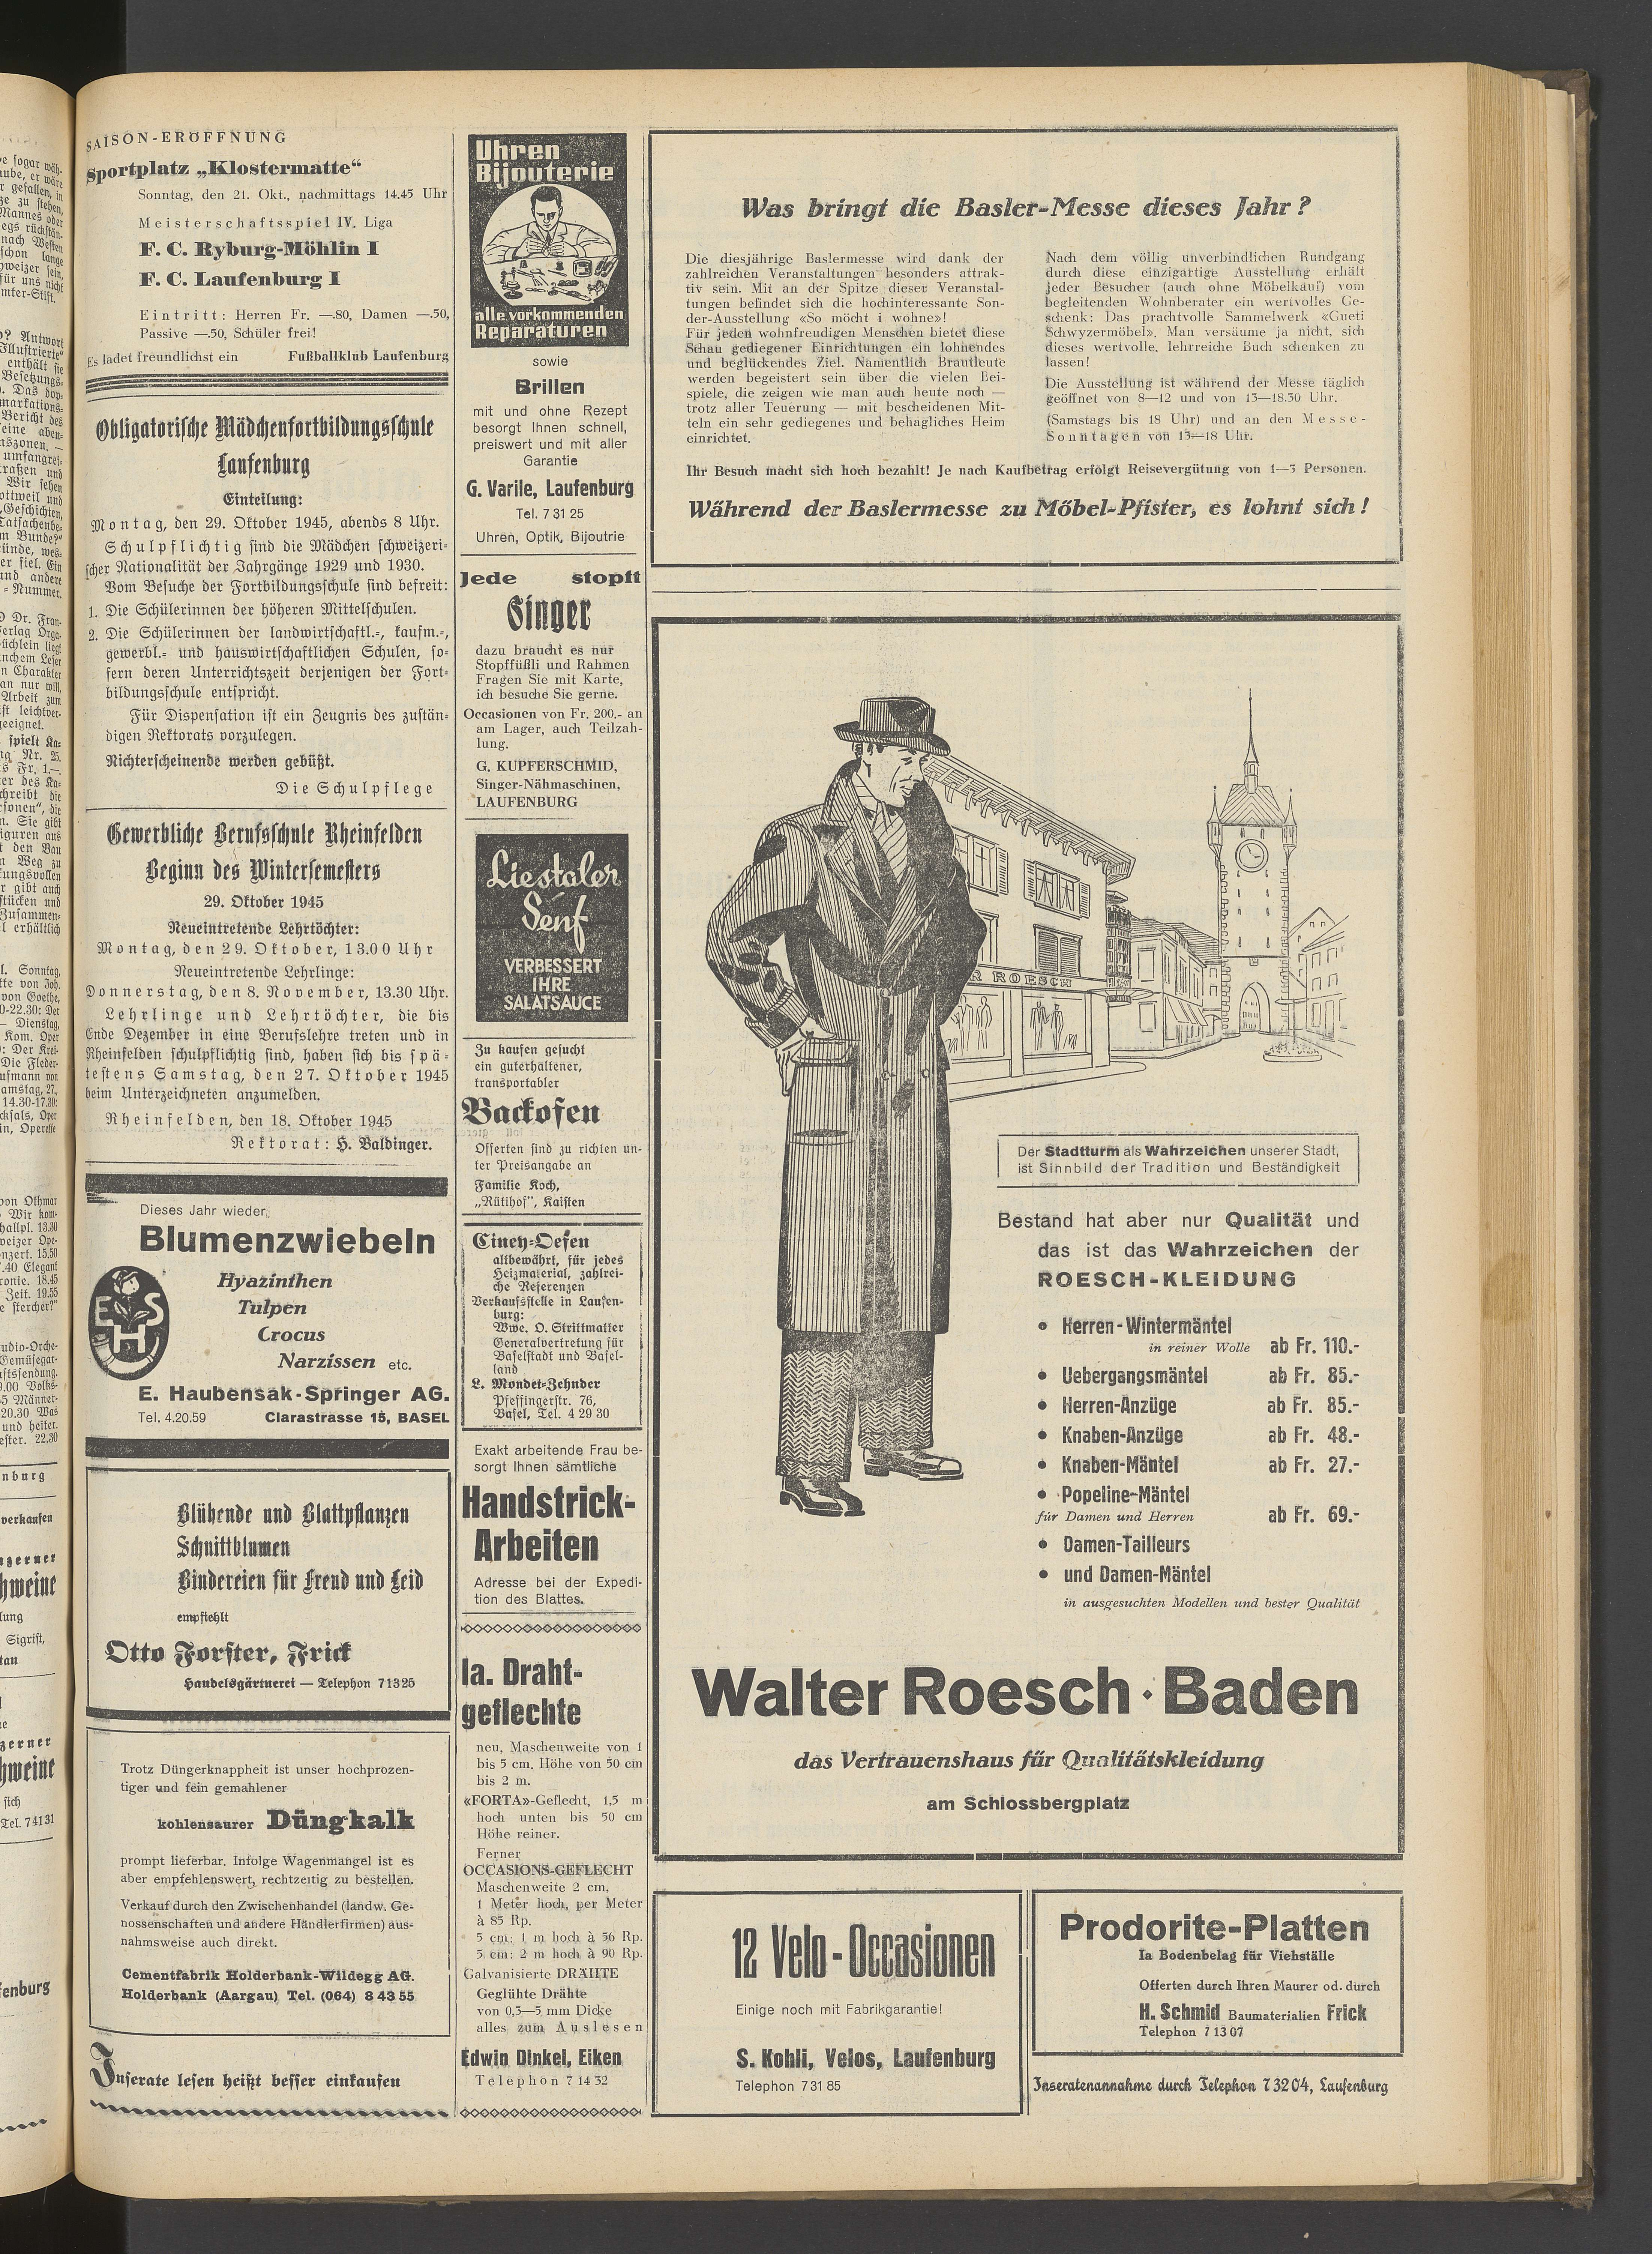 SAISON-ERÖFFNUNG
Sportplatz „Klostermatte“
Sonntag, den 21. Okt., nachmittags 14.45 Uhr
Meisterschaftsspiel IV. Liga
F. C. Ryburg-Möhlin I
F. C. Laufenburg I
Eintritt: Herren Fr. —.80, Damen —.50,
Passive —.50, Schüler frei!
Es ladet freundlichst ein Fußballklub Laufenburg
Obligatorische Mädchenfortbildungsschule
Laufenburg
Einteilung:
Montag, den 29. Oktober 1945, abends 8 Uhr.
Schulpflichtig sind die Mädchen schweizeri-
scher Nationalität der Jahrgänge 1929 und 1930.
Vom Besuche der Fortbildungsschule sind befreit:
1. Die Schülerinnen der höheren Mittelschulen.
2. Die Schülerinnen der landwirtschaftl.-, kaufm.-,
gewerbl.- und hauswirtschaftlichen Schulen, so-
fern deren Unterrichtszeit derjenigen der Fort-
bildungsschule entspricht.
Für Dispensation ist ein Zeugnis des zustän-
digen Rektorats vorzulegen.
Nichterscheinende werden gebüßt.
Die Schulpflege
Gewerbliche Berufsschule Rheinfelden
Beginn des Wintersemesters
29. Oktober 1945
Neueintretende Lehrtöchter:
Montag, den 29. Oktober, 13.00 Uhr
Neueintretende Lehrlinge:
Donnerstag, den 8. November, 13.30 Uhr.
Lehrlinge und Lehrtöchter, die bis
Ende Dezember in eine Berufslehre treten und in
Rheinfelden schulpflichtig sind, haben sich bis spä-
testens Samstag, den 27. Oktober 1945
beim Unterzeichneten anzumelden.
Rheinfelden, den 18. Oktober 1945
Rektorat: H. Baldinger.
Dieses Jahr wieder
Blumenzwiebeln
Hyazinthen
Tulpen
Crocus
Narzissen etc.
E H S
E. Haubensak-Springer AG.
Tel. 4.20.59 Clarastrasse 15, BASEL
Blühende und Blattpflanzen
Schnittblumen
Bindereien für Freud und Leid
empfiehlt
Otto Forster, Frick
Handelsgärtnerei — Telephon 71325
Trotz Düngerknappheit ist unser hochprozen-
tiger und fein gemahlener
kohlensaurer Düngkalk
prompt lieferbar. Infolge Wagenmangel ist es
aber empfehlenswert, rechtzeitig zu bestellen.
Verkauf durch den Zwischenhandel (landw. Ge-
nossenschaften und andere Händlerfirmen) aus-
nahmsweise auch direkt.
Cementfabrik Holderbank-Wildegg AG.
Holderbank (Aargau) Tel. (064) 8 43 55
Inserate lesen heißt besser einkaufen
Uhren
Bijouterie
alle vorkommenden
Reparaturen
sowie
Brillen
mit und ohne Rezept
besorgt Ihnen schnell,
preiswert und mit aller
Garantie
G. Varile, Laufenburg
Tel. 7 31 25
Uhren, Optik, Bijoutrie
Jede stopft
Singer
dazu braucht es nur
Stopffüßli und Rahmen
Fragen Sie mit Karte,
ich besuche Sie gerne.
Occasionen von Fr. 200.- an
am Lager, auch Teilzah-
lung.
G. KUPFERSCHMID,
Singer-Nähmaschinen,
LAUFENBURG
Liestaler
Senf
VERBESSERT
IHRE
SALATSAUCE
Zu kaufen gesucht
ein guterhaltener,
transportabler
Backofen
Offerten sind zu richten un-
ter Preisangabe an
Familie Koch,
„Rütihof“, Kaisten
Ciney-Oefen
altbewährt, für jedes
Heizmaterial, zahlrei-
che Referenzen
Verkaufsstelle in Laufen-
burg:
Wwe. O. Strittmatter
Generalvertretung für
Baselstadt und Basel-
land
L. Mondet-Zehnder
Pfeffingerstr. 76,
Basel, Tel. 4 29 30
Exakt arbeitende Frau be-
sorgt Ihnen sämtliche
Handstrick-
Arbeiten
Adresse bei der Expedi-
tion des Blattes.
Ia. Draht-
geflechte
neu, Maschenweite von 1
bis 5 cm, Höhe von 50 cm
bis 2 m.
«FORTA»-Geflecht, 1,5 m
hoch unten bis 50 cm
Höhe reiner.
Ferner
OCCASIONS-GEFLECHT
Maschenweite 2 cm,
1 Meter hoch, per Meter
à 85 Rp.
5 cm: 1 m hoch à 56 Rp.
5 cm: 2 m hoch à 90 Rp.
Galvanisierte DRÄHTE
Geglühte Drähte
von 0,3—5 mm Dicke
alles zum Auslesen
Edwin Dinkel, Eiken
Telephon 7 14 32
Was bringt die Basler-Messe dieses Jahr?
Die diesjährige Baslermesse wird dank der
zahlreichen Veranstaltungen besonders attrak-
tiv sein. Mit an der Spitze dieser Veranstal-
tungen befindet sich die hochinteressante Son-
der-Ausstellung «So möcht i wohne»!
Für jeden wohnfreudigen Menschen bietet diese
Schau gediegener Einrichtungen ein lohnendes
und beglückendes Ziel. Namentlich Brautleute
werden begeistert sein über die vielen Bei-
spiele, die zeigen wie man auch heute noch —
trotz aller Teuerung — mit bescheidenen Mit-
teln ein sehr gediegenes und behagliches Heim
einrichtet.
Nach dem völlig unverbindlichen Rundgang
durch diese einzigartige Ausstellung erhält
jeder Besucher (auch ohne Möbelkauf) vom
begleitenden Wohnberater ein wertvolles Ge-
schenk: Das prachtvolle Sammelwerk «Gueti
Schwyzermöbel». Man versäume ja nicht, sich
dieses wertvolle, lehrreiche Buch schenken zu
lassen!
Die Ausstellung ist während der Messe täglich
geöffnet von 8—12 und von 13—18.30 Uhr.
(Samstags bis 18 Uhr) und an den Messe-
Sonntagen von 13—18 Uhr.
Ihr Besuch macht sich hoch bezahlt! Je nach Kaufbetrag erfolgt Reisevergütung von 1—3 Personen.
Während der Baslermesse zu Möbel-Pfister, es lohnt sich!
R ROESCH
Der Stadtturm als Wahrzeichen unserer Stadt,
ist Sinnbild der Tradition und Beständigkeit
Bestand hat aber nur Qualität und
das ist das Wahrzeichen der
ROESCH-KLEIDUNG
• Herren-Wintermäntel
in reiner Wolle ab Fr. 110.-
• Uebergangsmäntel ab Fr. 85.-
• Herren-Anzüge ab Fr. 85.-
• Knaben-Anzüge ab Fr. 48.-
• Knaben-Mäntel ab Fr. 27.-
• Popeline-Mäntel
für Damen und Herren ab Fr. 69.-
• Damen-Tailleurs
• und Damen-Mäntel
in ausgesuchten Modellen und bester Qualität
Walter Roesch · Baden
das Vertrauenshaus für Qualitätskleidung
am Schlossbergplatz
12 Velo-Occasionen
Einige noch mit Fabrikgarantie!
S. Kohli, Velos, Laufenburg
Telephon 7 31 85
Prodorite-Platten
Ia Bodenbelag für Viehställe
Offerten durch Ihren Maurer od. durch
H. Schmid Baumaterialien Frick
Telephon 7 13 07
Inseratenannahme durch Telephon 7 32 04, Laufenburg